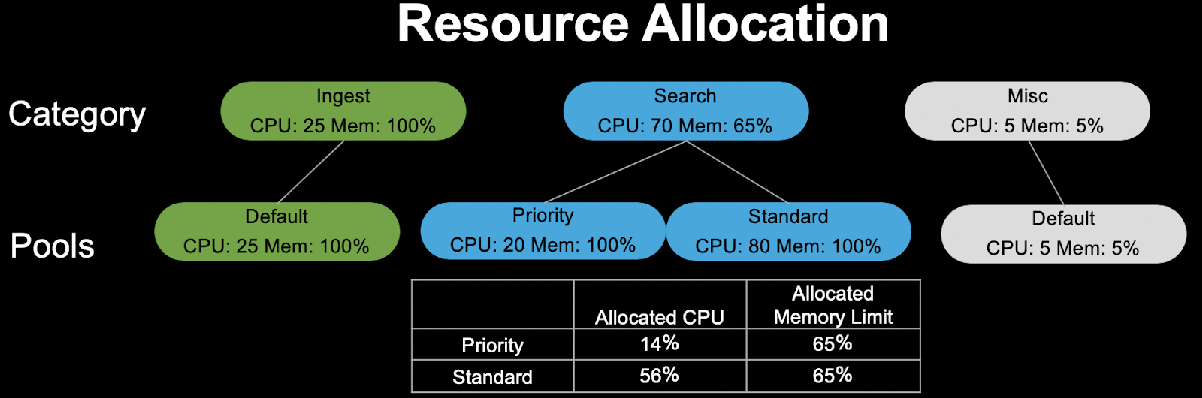 Resource Allocation
Category
Ingest
CPU: 25 Mem: 100%
Search
CPU: 70 Mem: 65%
Misc
CPU: 5 Mem: 5%
Pools
Default
CPU: 25 Mem: 100%
Priority
CPU: 20 Mem: 100%
Standard
CPU: 80 Mem: 100%
Default
CPU: 5 Mem: 5%
Allocated CPU
Allocated
Memory Limit
Priority 14% 65%
Standard 56% 65%